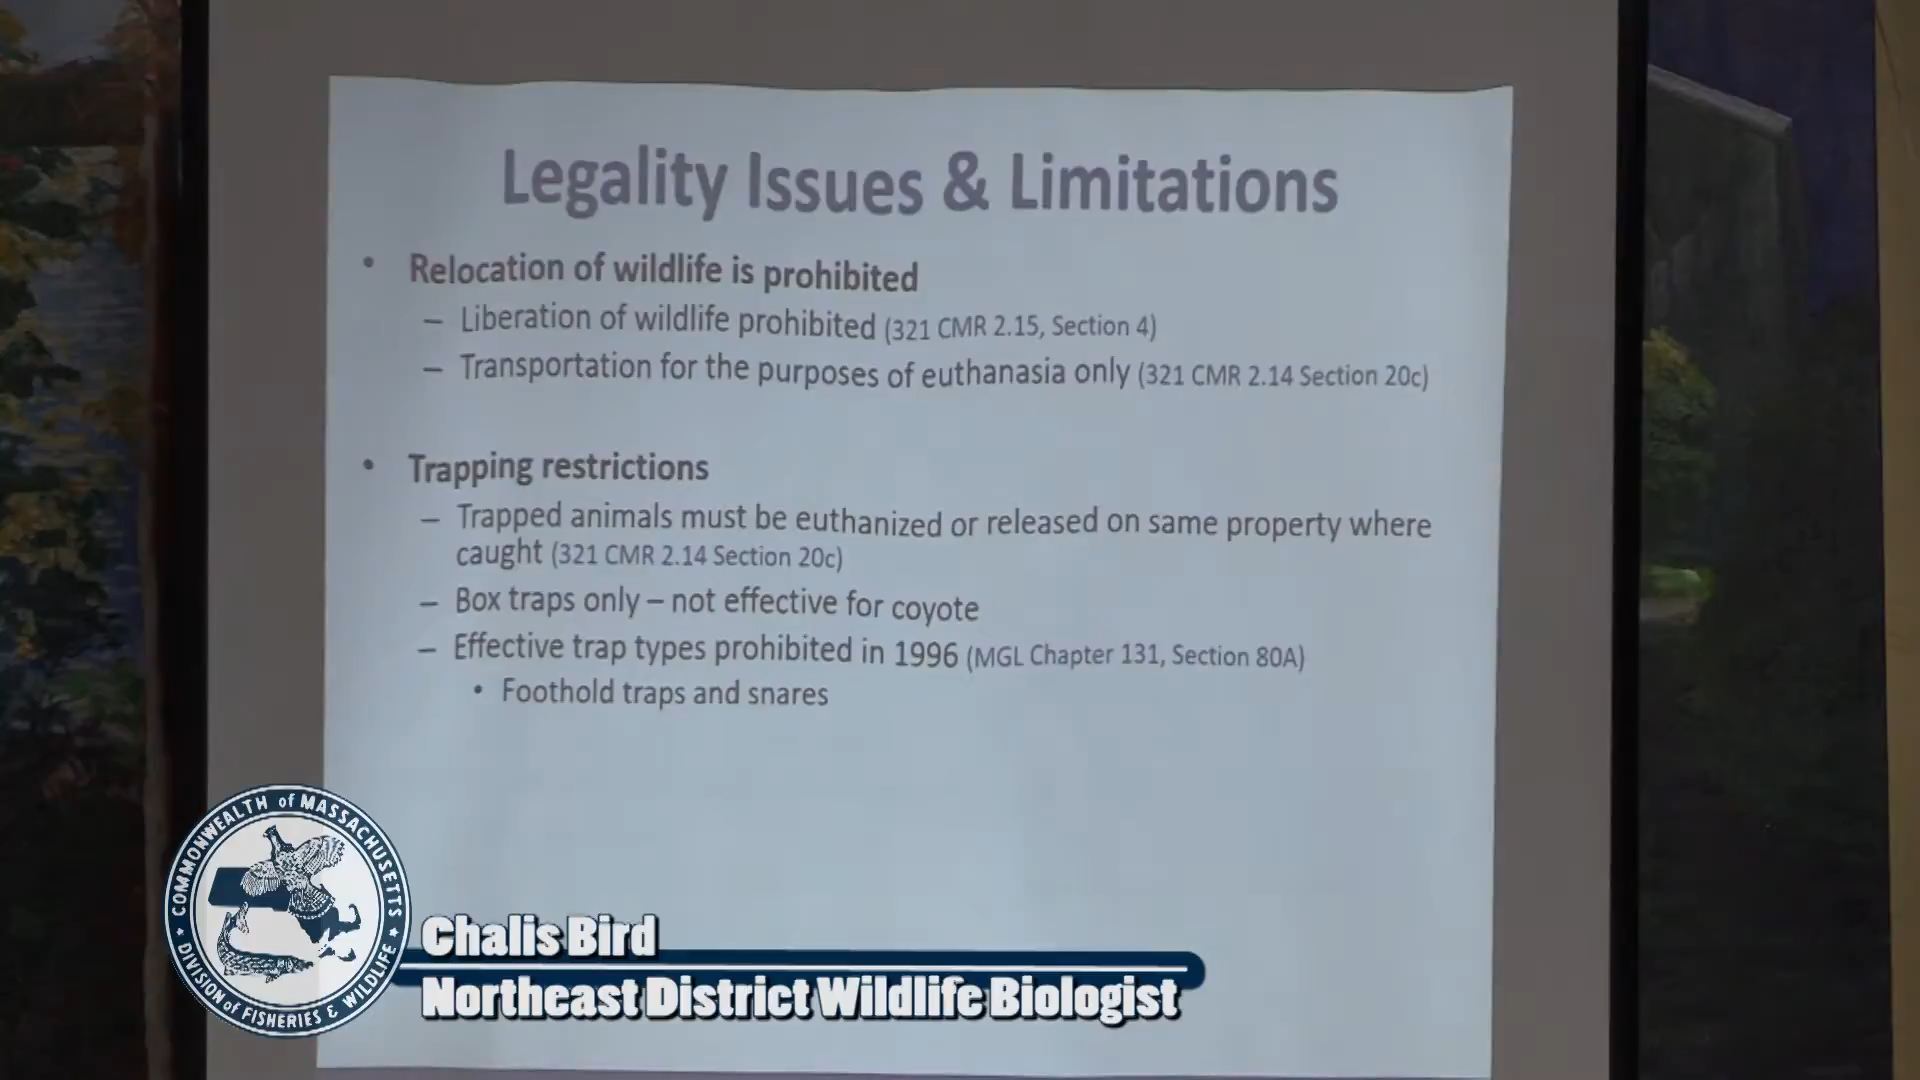 Legality Issues & Limitations
• Relocation of wildlife is prohibited
– Liberation of wildlife prohibited (321 CMR 2.15, Section 4)
– Transportation for the purposes of euthanasia only (321 CMR 2.14 Section 20c)
• Trapping restrictions
– Trapped animals must be euthanized or released on same property where
caught (321 CMR 2.14 Section 20c)
– Box traps only – not effective for coyote
– Effective trap types prohibited in 1996 (MGL Chapter 131, Section 80A)
• Foothold traps and snares
COMMONWEALTH of MASSACHUSETTS
DIVISION of FISHERIES & WILDLIFE
Chalis Bird
Northeast District Wildlife Biologist